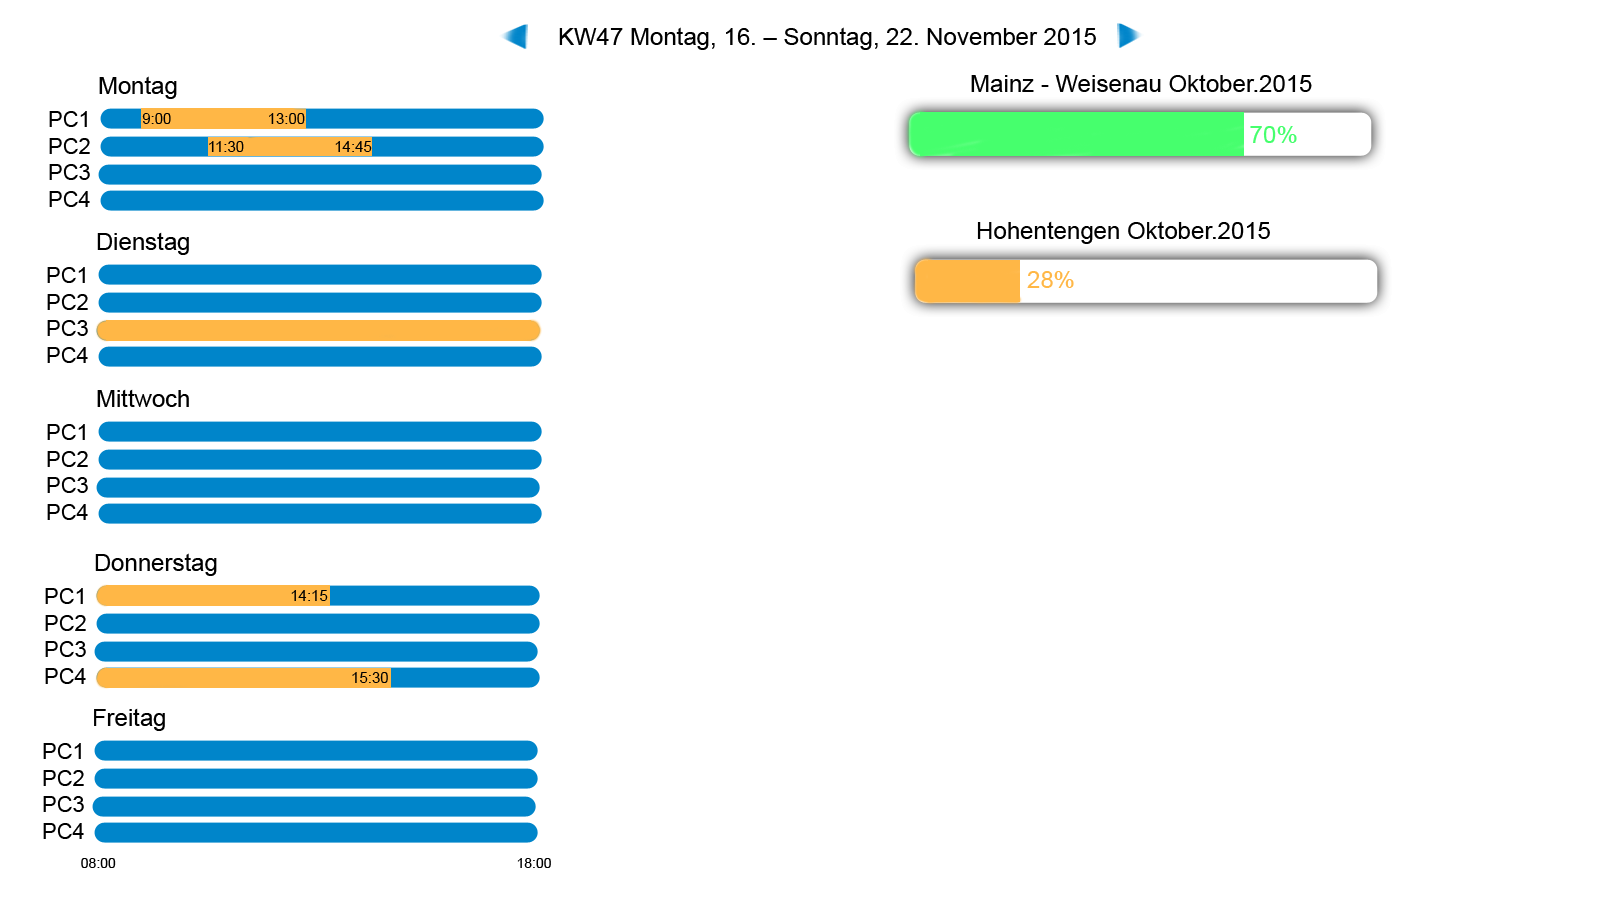 KW47 Montag, 16. – Sonntag, 22. November 2015
Montag
PC1 9:00 13:00
PC2 11:30 14:45
PC3
PC4
Dienstag
PC1
PC2
PC3
PC4
Mittwoch
PC1
PC2
PC3
PC4
Donnerstag
PC1 14:15
PC2
PC3
PC4 15:30
Freitag
PC1
PC2
PC3
PC4
08:00 18:00
Mainz - Weisenau Oktober.2015
70%
Hohentengen Oktober.2015
28%